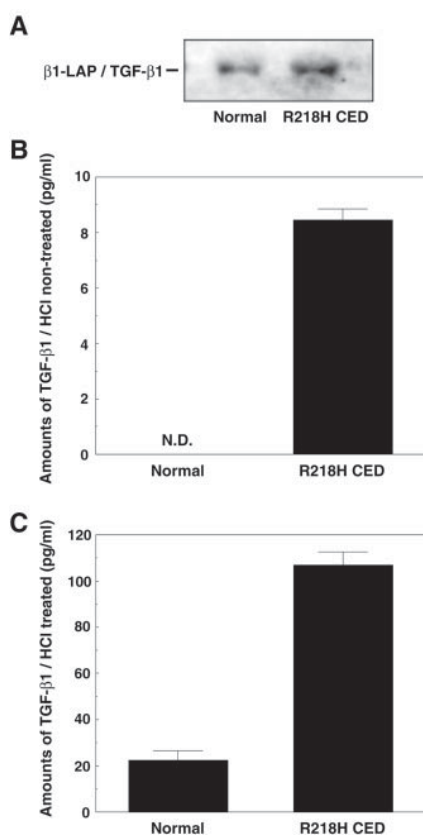 A
β1-LAP / TGF-β1
Normal R218H CED
B
Amounts of TGF-β1 / HCl non-treated (pg/ml)
10
8
6
4
2
0
N.D.
Normal R218H CED
C
Amounts of TGF-β1 / HCl treated (pg/ml)
120
100
80
60
40
20
0
Normal R218H CED